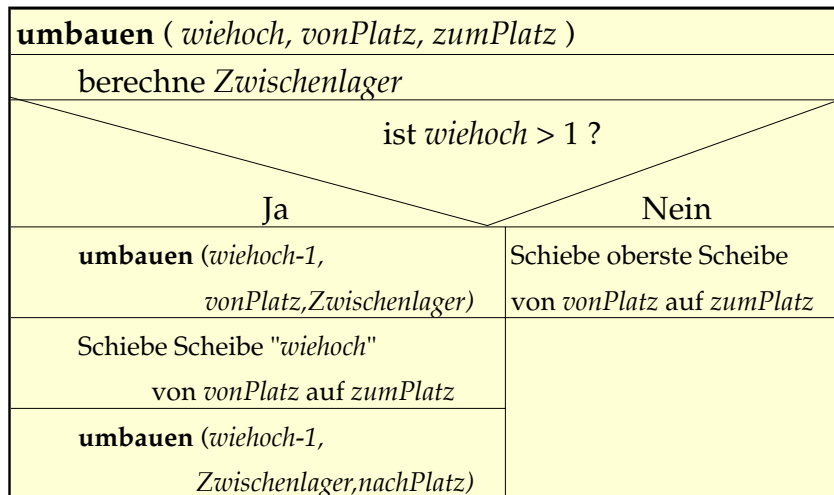 umbauen ( wiehoch, vonPlatz, zumPlatz )
berechne Zwischenlager
ist wiehoch > 1 ?
Ja
Nein
umbauen (wiehoch-1,
vonPlatz,Zwischenlager)
Schiebe Scheibe "wiehoch"
von vonPlatz auf zumPlatz
umbauen (wiehoch-1,
Zwischenlager,nachPlatz)
Schiebe oberste Scheibe
von vonPlatz auf zumPlatz